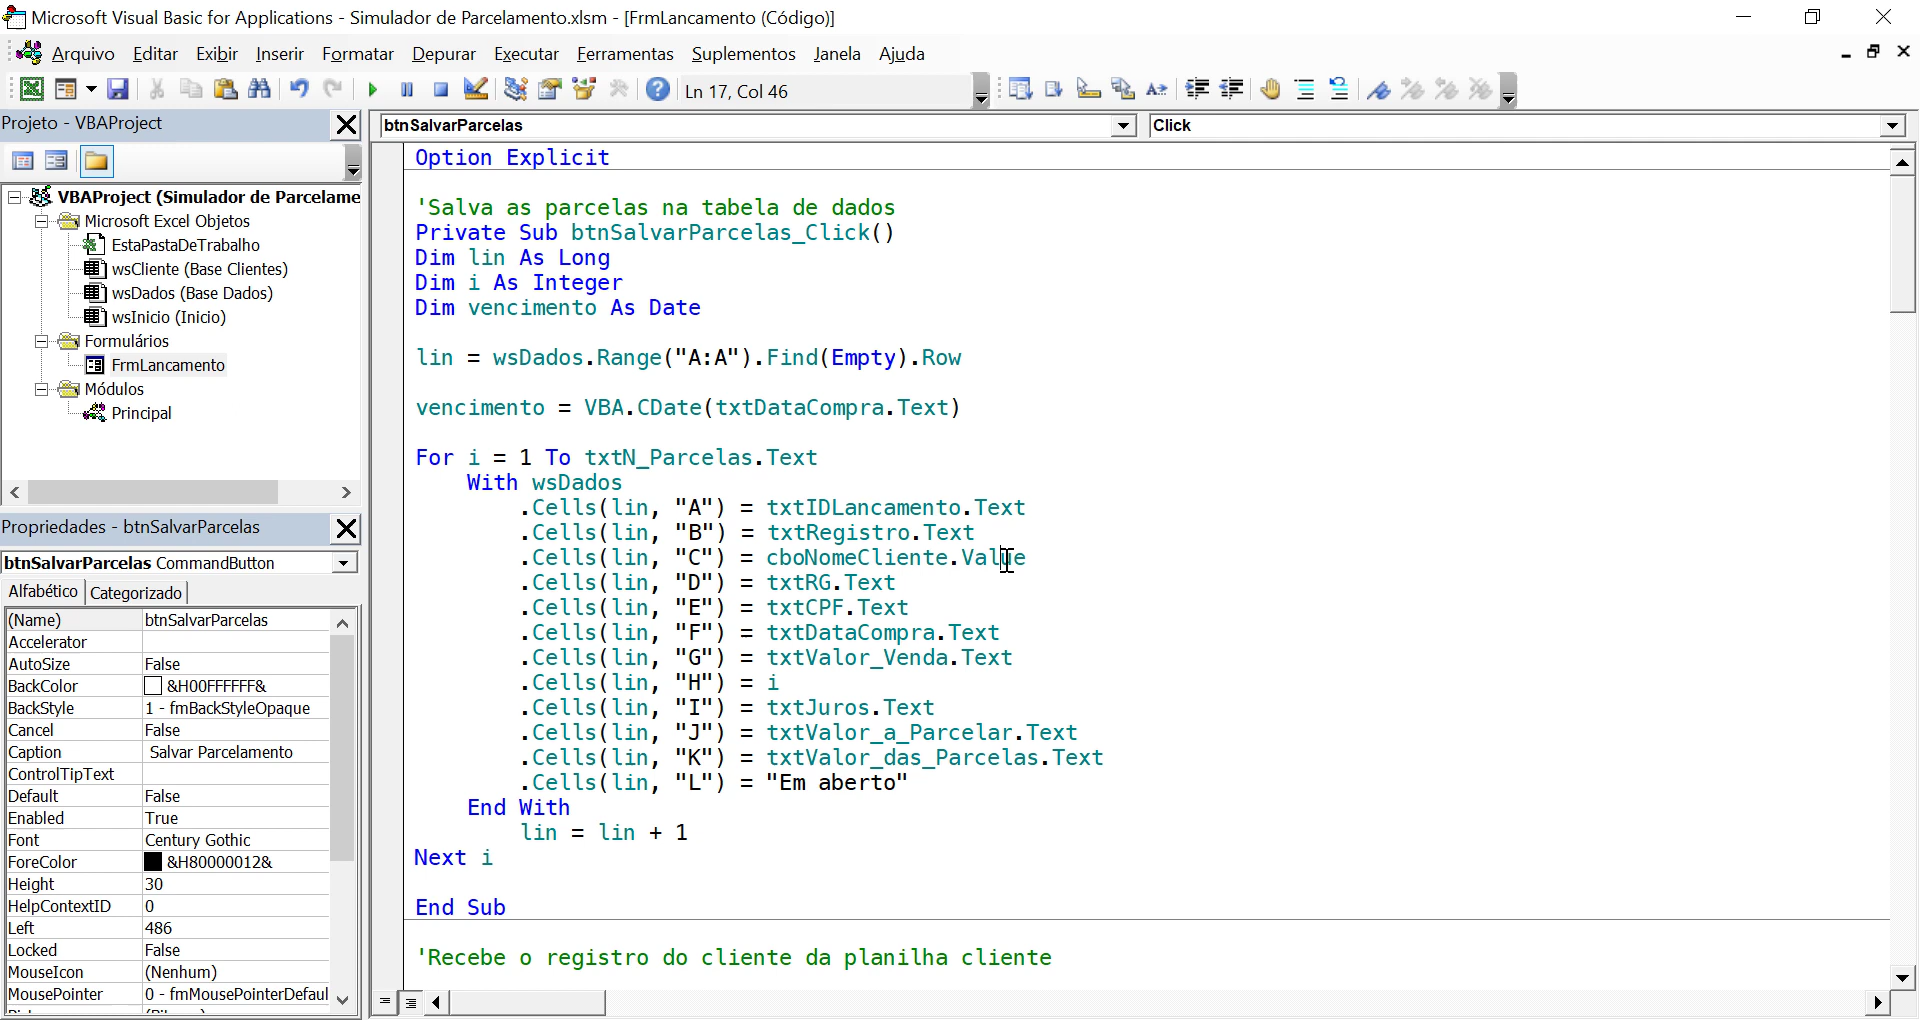 Microsoft Visual Basic for Applications - Simulador de Parcelamento.xlsm - [FrmLancamento (Código)]
Arquivo Editar Exibir Inserir Formatar Depurar Executar Ferramentas Suplementos Janela Ajuda
Ln 17, Col 46
Projeto - VBAProject
VBAProject (Simulador de Parcelame
Microsoft Excel Objetos
EstaPastaDeTrabalho
wsCliente (Base Clientes)
wsDados (Base Dados)
wsInicio (Inicio)
Formulários
FrmLancamento
Módulos
Principal
Propriedades - btnSalvarParcelas
btnSalvarParcelas CommandButton
Alfabético Categorizado
(Name) btnSalvarParcelas
Accelerator
AutoSize False
BackColor &H00FFFFFF&
BackStyle 1 - fmBackStyleOpaque
Cancel False
Caption Salvar Parcelamento
ControlTipText
Default False
Enabled True
Font Century Gothic
ForeColor &H80000012&
Height 30
HelpContextID 0
Left 486
Locked False
MouseIcon (Nenhum)
MousePointer 0 - fmMousePointerDefaul
btnSalvarParcelas Click
Option Explicit
'Salva as parcelas na tabela de dados
Private Sub btnSalvarParcelas_Click()
Dim lin As Long
Dim i As Integer
Dim vencimento As Date
lin = wsDados.Range("A:A").Find(Empty).Row
vencimento = VBA.CDate(txtDataCompra.Text)
For i = 1 To txtN_Parcelas.Text
With wsDados
.Cells(lin, "A") = txtIDLancamento.Text
.Cells(lin, "B") = txtRegistro.Text
.Cells(lin, "C") = cboNomeCliente.Value
.Cells(lin, "D") = txtRG.Text
.Cells(lin, "E") = txtCPF.Text
.Cells(lin, "F") = txtDataCompra.Text
.Cells(lin, "G") = txtValor_Venda.Text
.Cells(lin, "H") = i
.Cells(lin, "I") = txtJuros.Text
.Cells(lin, "J") = txtValor_a_Parcelar.Text
.Cells(lin, "K") = txtValor_das_Parcelas.Text
.Cells(lin, "L") = "Em aberto"
End With
lin = lin + 1
Next i
End Sub
'Recebe o registro do cliente da planilha cliente